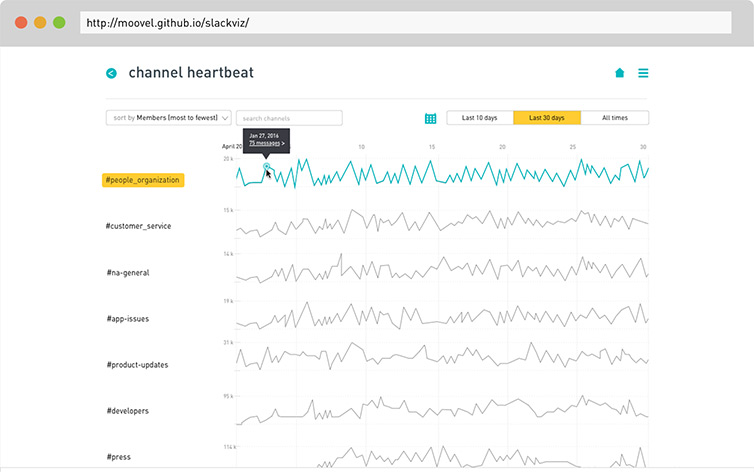 http://moovel.github.io/slackviz/
channel heartbeat
sort by Members (most to fewest)
search channels
Last 10 days
Last 30 days
All times
Jan 27, 2016
75 messages >
April 20
10
15
20
25
30
20 k
#people_organization
15 k
#customer_service
14 k
#na-general
19 k
#app-issues
31 k
#product-updates
95 k
#developers
114 k
#press